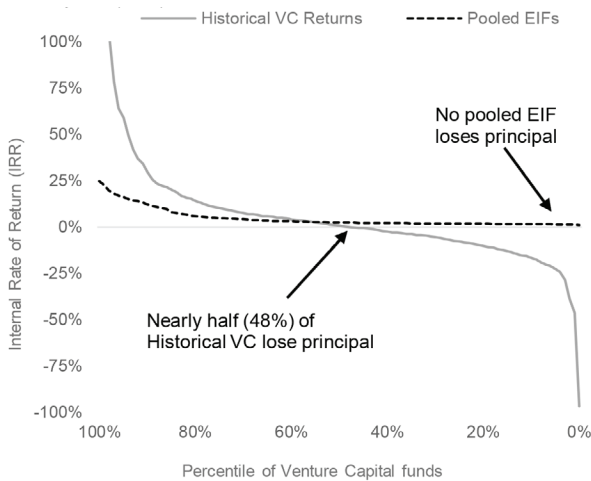 Historical VC Returns
Pooled EIFs
100%
75%
50%
25%
0%
-25%
-50%
-75%
-100%
Internal Rate of Return (IRR)
No pooled EIF
loses principal
Nearly half (48%) of
Historical VC lose principal
100%
80%
60%
40%
20%
0%
Percentile of Venture Capital funds